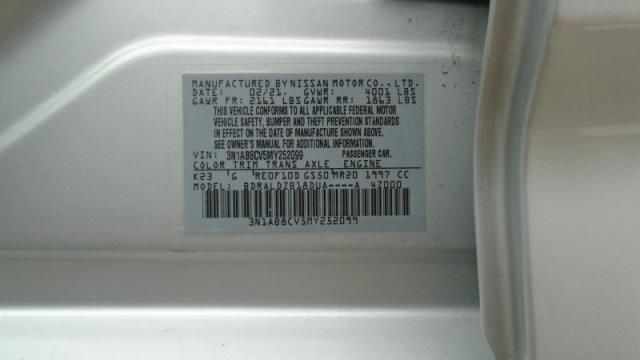 MANUFACTURED BY NISSAN MOTOR CO., LTD.
DATE: 02/21. GVWR: 4001 LBS
GAWR FR: 2161 LBS GAWR RR: 1863 LBS
THIS VEHICLE CONFORMS TO ALL APPLICABLE FEDERAL MOTOR
VEHICLE SAFETY, BUMPER AND THEFT PREVENTION STANDARDS
IN EFFECT ON THE DATE OF MANUFACTURE SHOWN ABOVE.
SEE OWNER'S MANUAL FOR ADDITIONAL INFORMATION.
VIN: 3N1AB8CV5MY252099 PASSENGER CAR.
COLOR TRIM TRANS AXLE ENGINE
K23 'G 'RE0F10D GS50'MR20 1997 CC
MODEL: BDRALDZB18DUA----A 47000
3N1AB8CV5MY252099